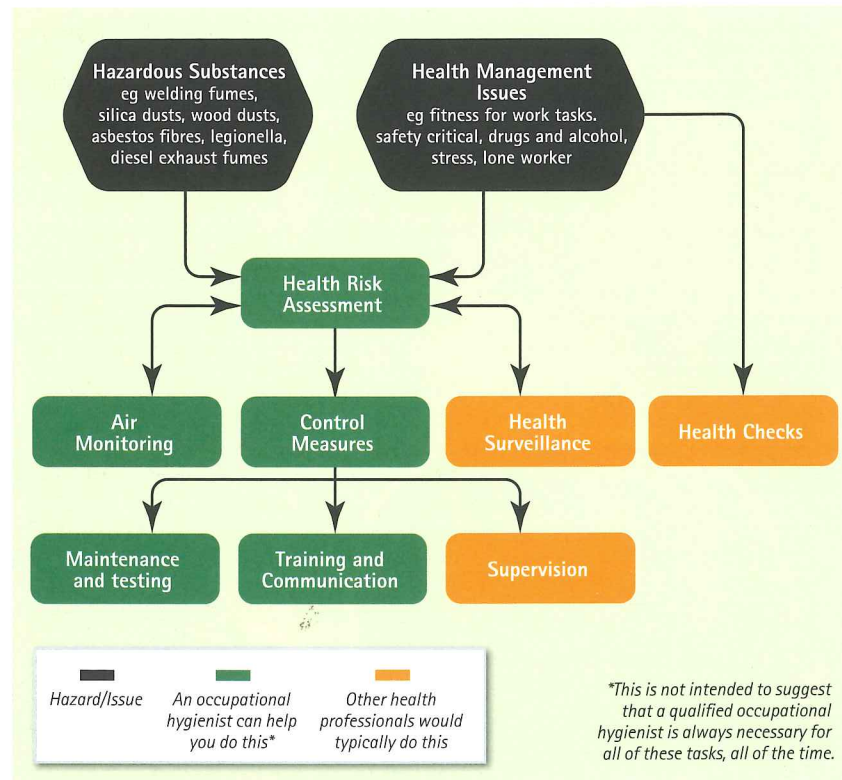 Hazardous Substances
eg welding fumes,
silica dusts, wood dusts,
asbestos fibres, legionella,
diesel exhaust fumes
Health Management
Issues
eg fitness for work tasks.
safety critical, drugs and alcohol,
stress, lone worker
Health Risk
Assessment
Air
Monitoring
Control
Measures
Health
Surveillance
Health Checks
Maintenance
and testing
Training and
Communication
Supervision
Hazard/Issue
An occupational
hygienist can help
you do this*
Other health
professionals would
typically do this
*This is not intended to suggest
that a qualified occupational
hygienist is always necessary for
all of these tasks, all of the time.